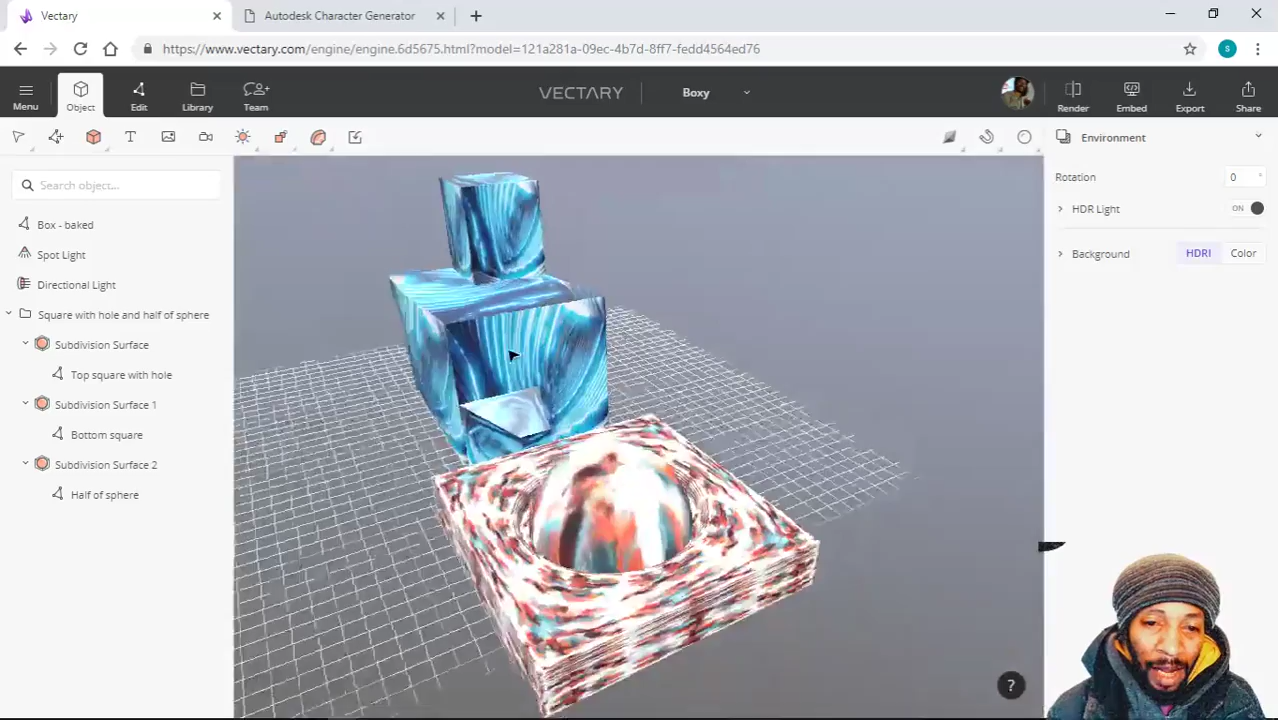 Vectary
Autodesk Character Generator
https://www.vectary.com/engine/engine.6d5675.html?model=121a281a-09ec-4b7d-8ff7-fedd4564ed76
S
Menu
Object
Edit
Library
Team
VECTARY
Boxy
Render
Embed
Export
Share
T
Environment
Search object...
Rotation
0 °
Box - baked
HDR Light
ON
Spot Light
Background
HDRI
Color
Directional Light
Square with hole and half of sphere
Subdivision Surface
Top square with hole
Subdivision Surface 1
Bottom square
Subdivision Surface 2
Half of sphere
?